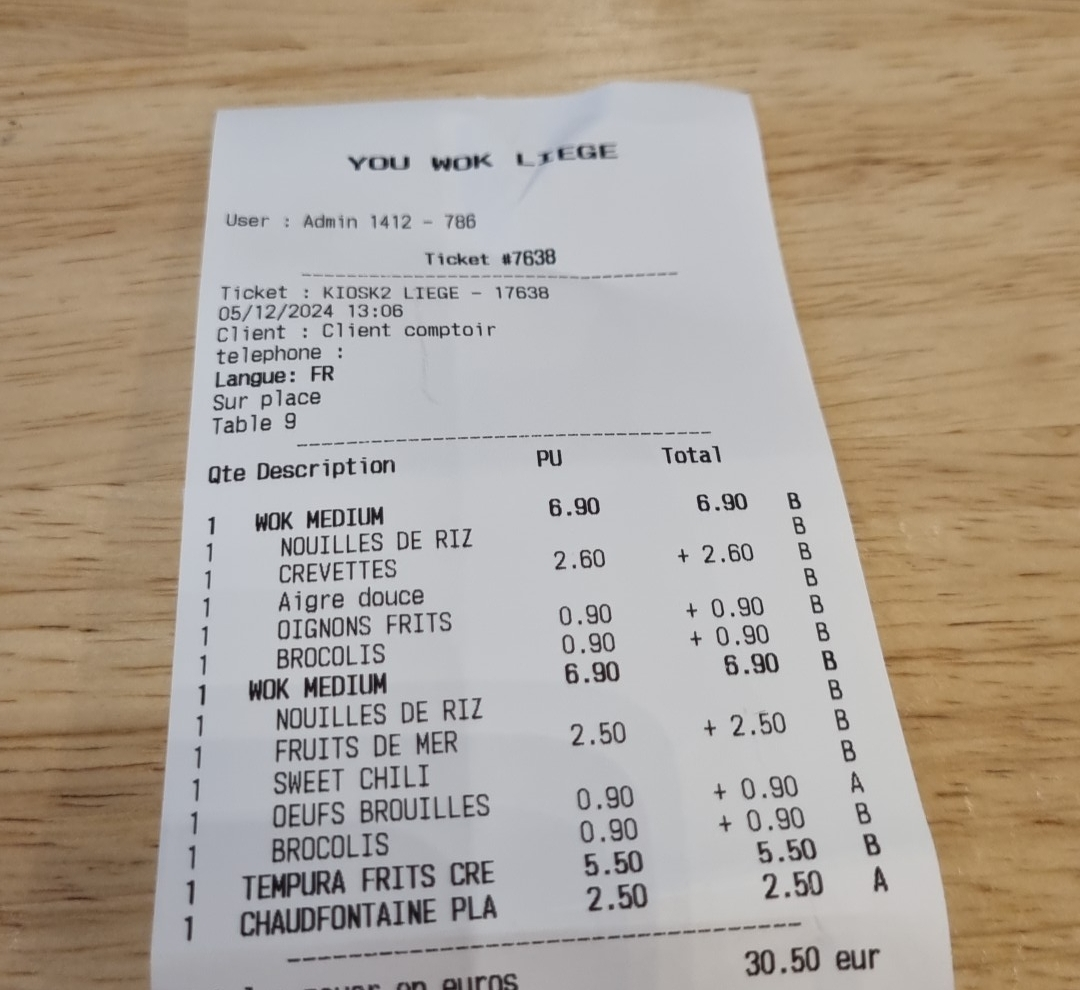 YOU WOK LIEGE
User : Admin 1412 - 786
Ticket #7638
Ticket : KIOSK2 LIEGE - 17638
05/12/2024 13:06
Client : Client comptoir
telephone :
Langue: FR
Sur place
Table 9
Qte Description PU Total
1 WOK MEDIUM 6.90 6.90 B
1 NOUILLES DE RIZ B
1 CREVETTES 2.60 + 2.60 B
1 Aigre douce B
1 OIGNONS FRITS 0.90 + 0.90 B
1 BROCOLIS 0.90 + 0.90 B
1 WOK MEDIUM 6.90 6.90 B
1 NOUILLES DE RIZ B
1 FRUITS DE MER 2.50 + 2.50 B
1 SWEET CHILI B
1 OEUFS BROUILLES 0.90 + 0.90 A
1 BROCOLIS 0.90 + 0.90 B
1 TEMPURA FRITS CRE 5.50 5.50 B
1 CHAUDFONTAINE PLA 2.50 2.50 A
en euros 30.50 eur